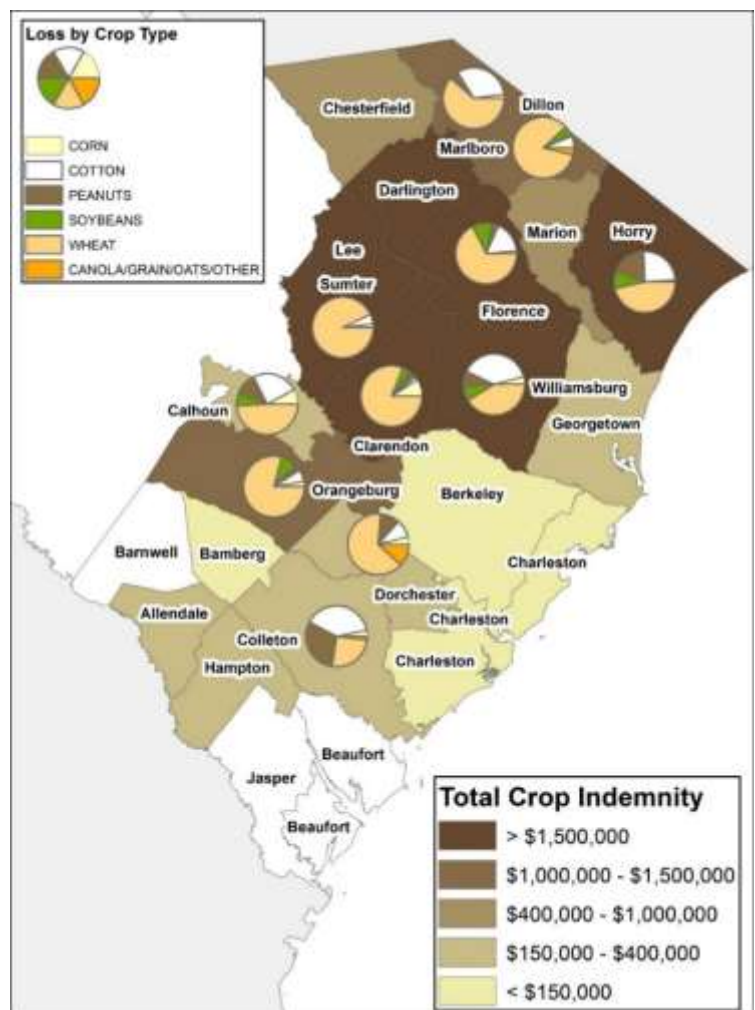 Loss by Crop Type
CORN
COTTON
PEANUTS
SOYBEANS
WHEAT
CANOLA/GRAIN/OATS/OTHER
Chesterfield
Dillon
Marlboro
Darlington
Lee
Marion
Horry
Sumter
Florence
Williamsburg
Calhoun
Georgetown
Clarendon
Orangeburg
Berkeley
Barnwell
Bamberg
Charleston
Dorchester
Allendale
Charleston
Colleton
Hampton
Charleston
Beaufort
Jasper
Beaufort
Total Crop Indemnity
> $1,500,000
$1,000,000 - $1,500,000
$400,000 - $1,000,000
$150,000 - $400,000
< $150,000